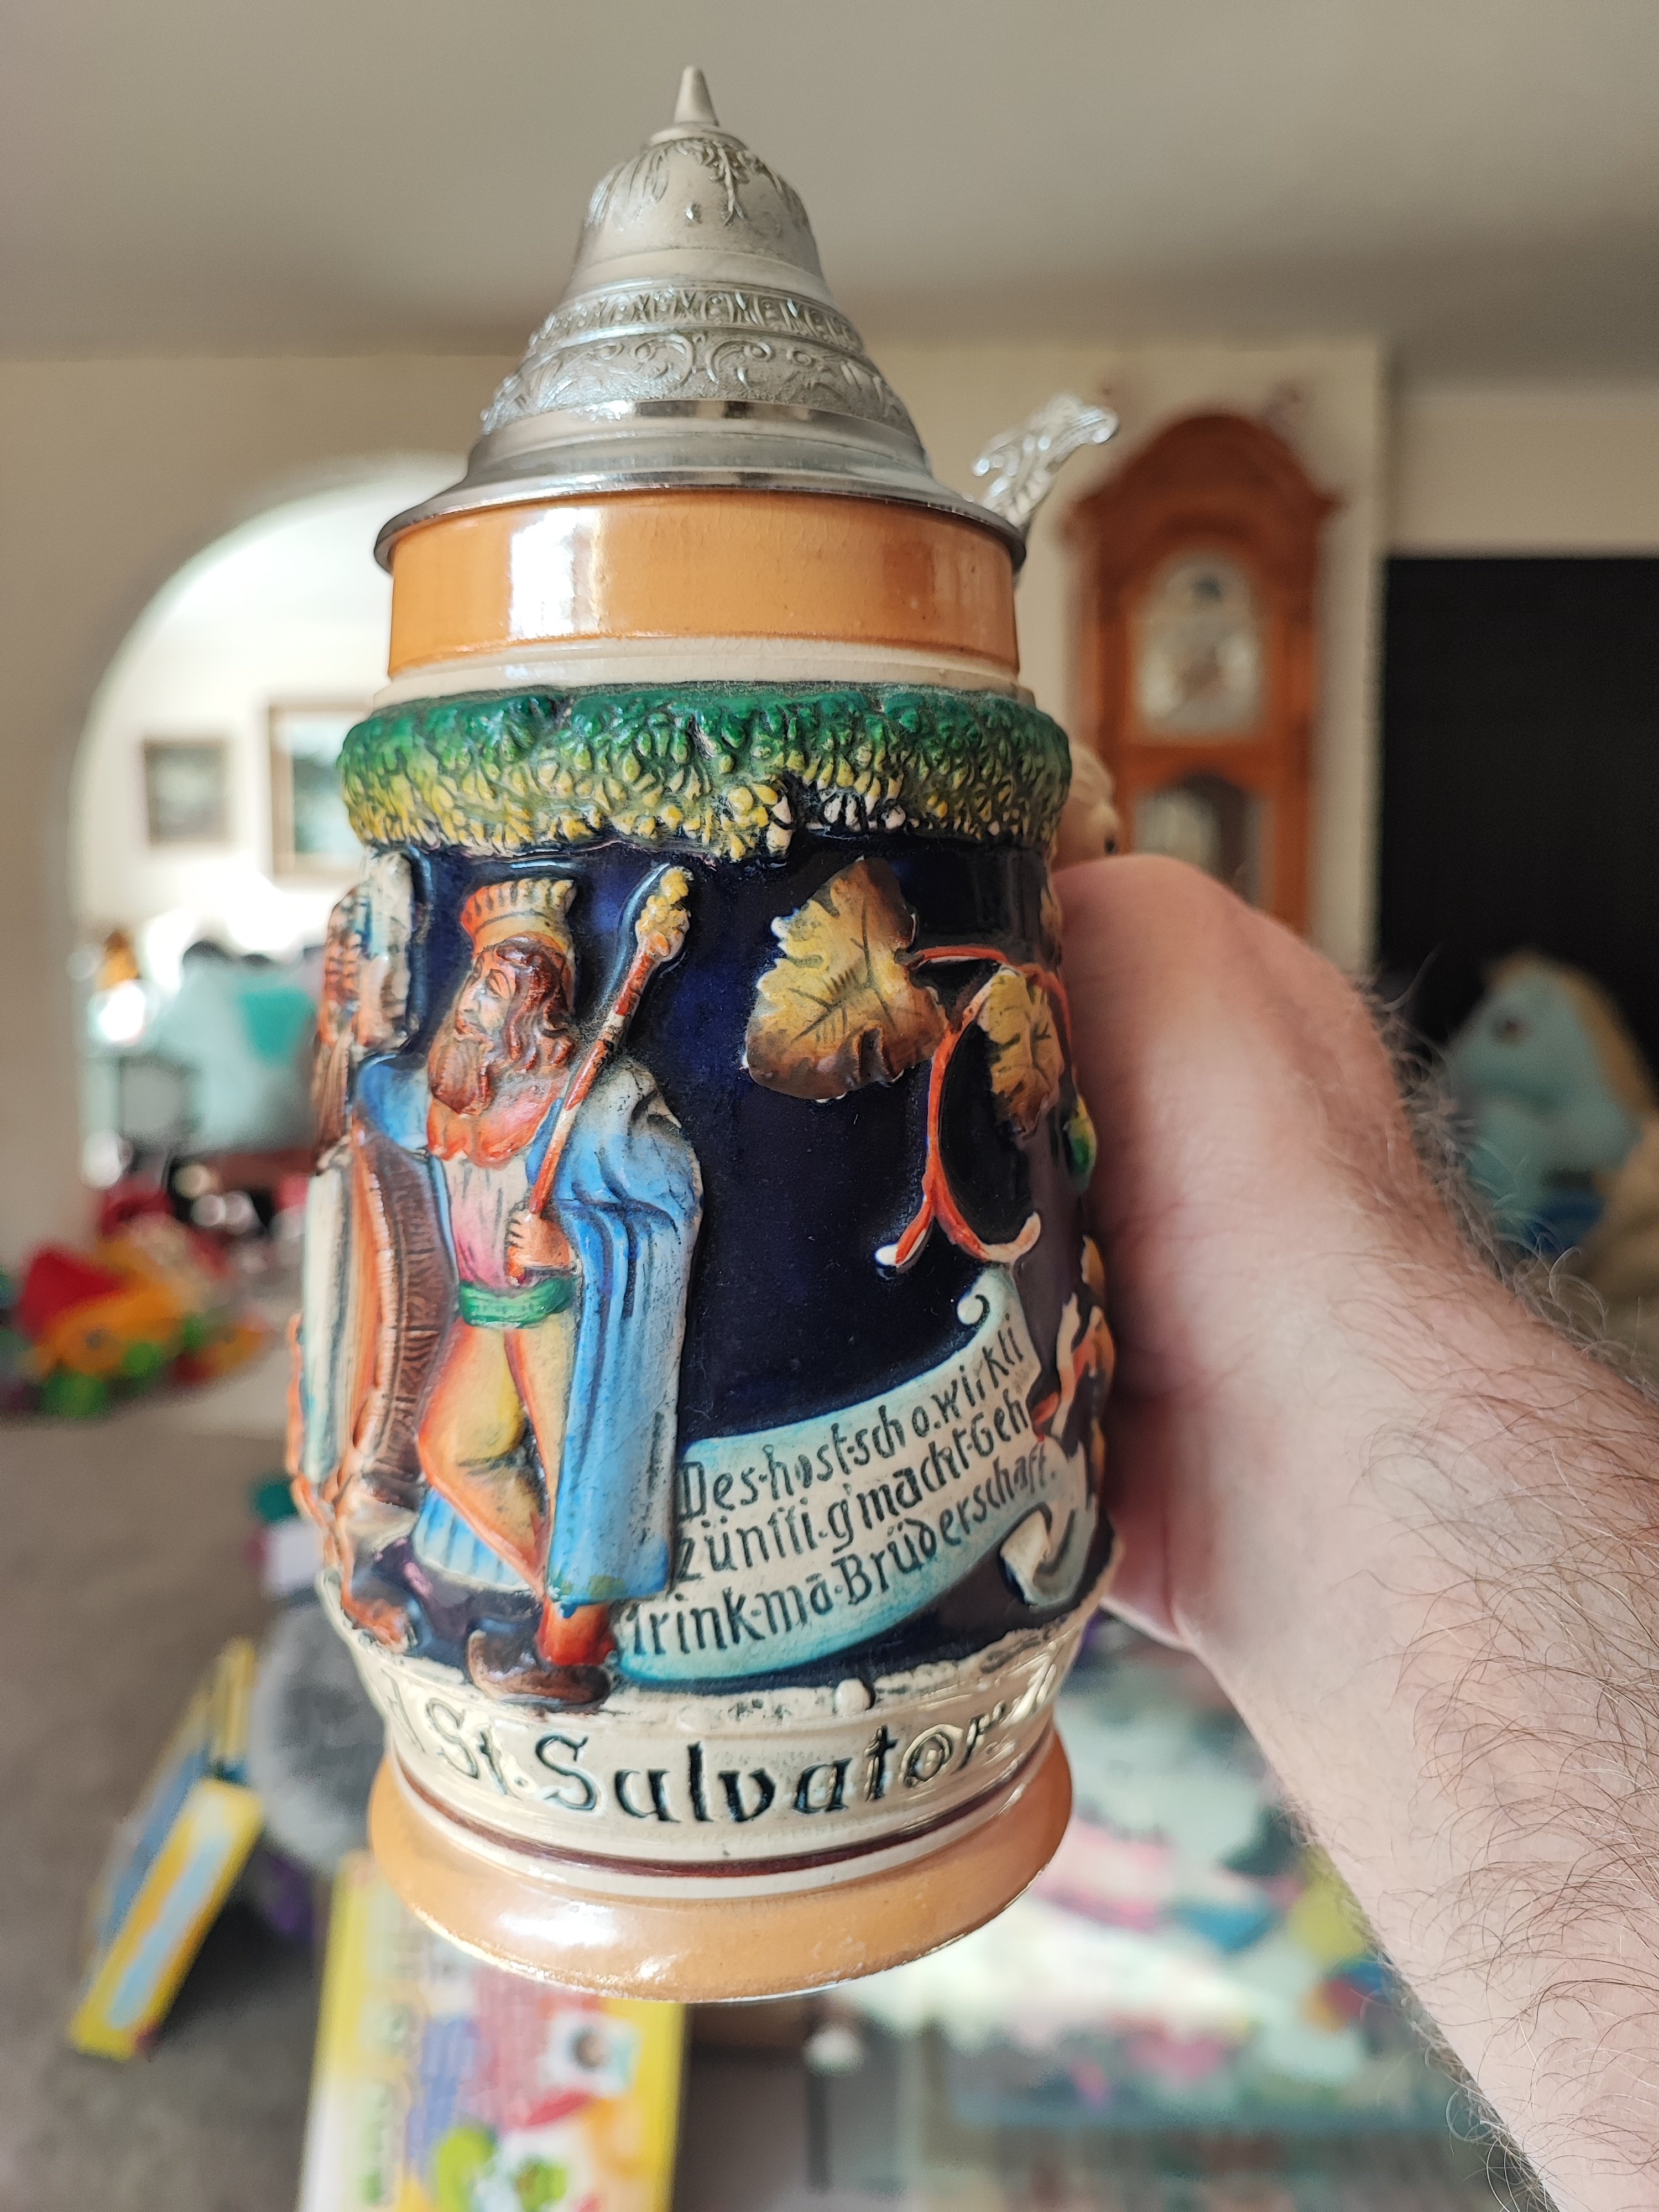 Des·host·scho·wirkli
zünfti·g'macht·Geh
trink·ma·Brüderschaft.
St·Salvator